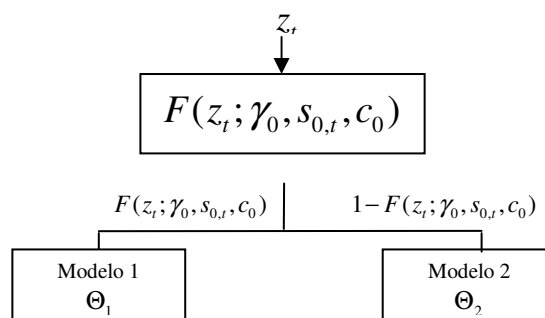 z_t
F(z_t; γ_0, s_{0,t}, c_0)
F(z_t; γ_0, s_{0,t}, c_0) 1− F(z_t; γ_0, s_{0,t}, c_0)
Modelo 1 Modelo 2
Θ_1 Θ_2